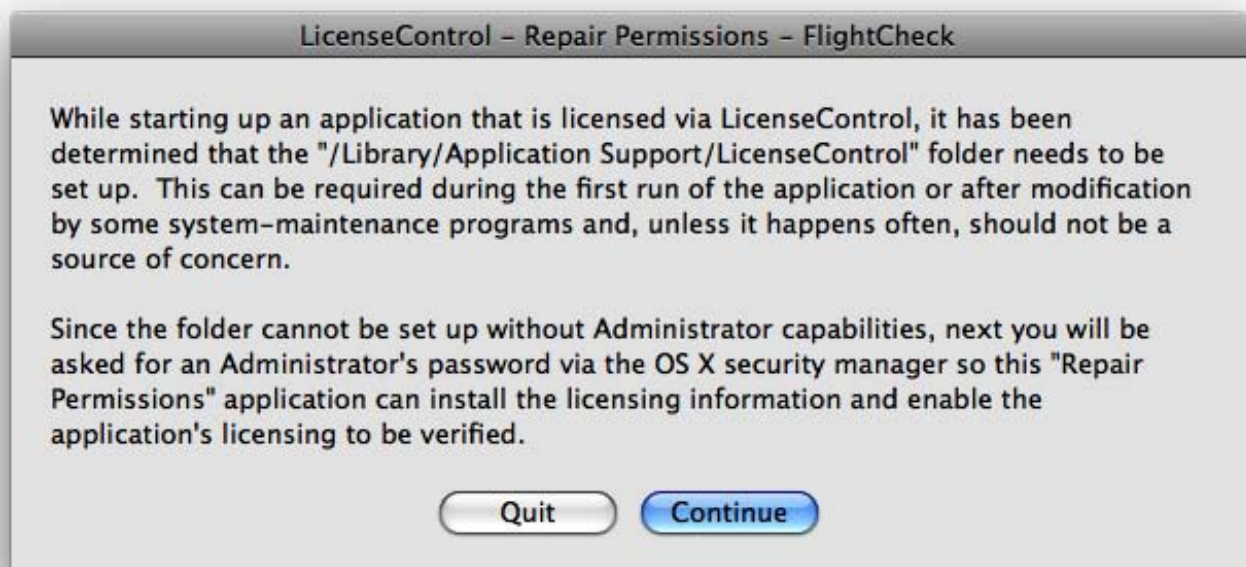 LicenseControl – Repair Permissions – FlightCheck
While starting up an application that is licensed via LicenseControl, it has been
determined that the "/Library/Application Support/LicenseControl" folder needs to be
set up.  This can be required during the first run of the application or after modification
by some system-maintenance programs and, unless it happens often, should not be a
source of concern.
Since the folder cannot be set up without Administrator capabilities, next you will be
asked for an Administrator's password via the OS X security manager so this "Repair
Permissions" application can install the licensing information and enable the
application's licensing to be verified.
Quit
Continue